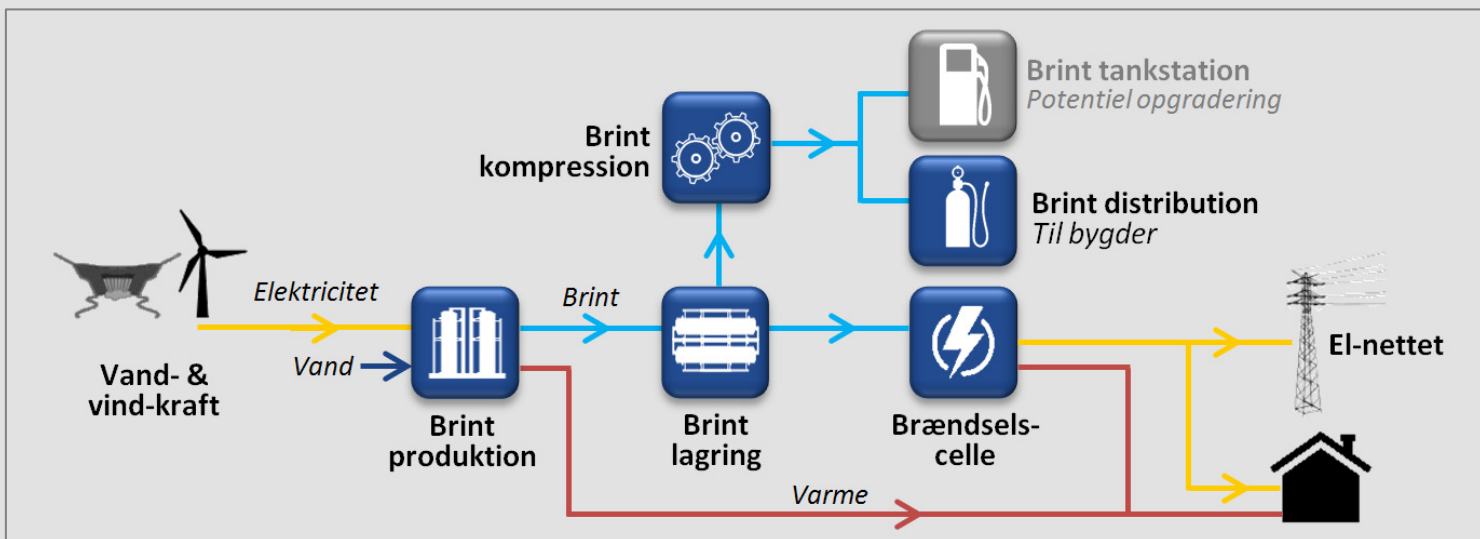 Brint tankstation
Potentiel opgradering
Brint
kompression
Brint distribution
Til bygder
Elektricitet
Brint
Vand
Vand- &
vind-kraft
Brint
produktion
Brint
lagring
Brændsels-
celle
El-nettet
Varme